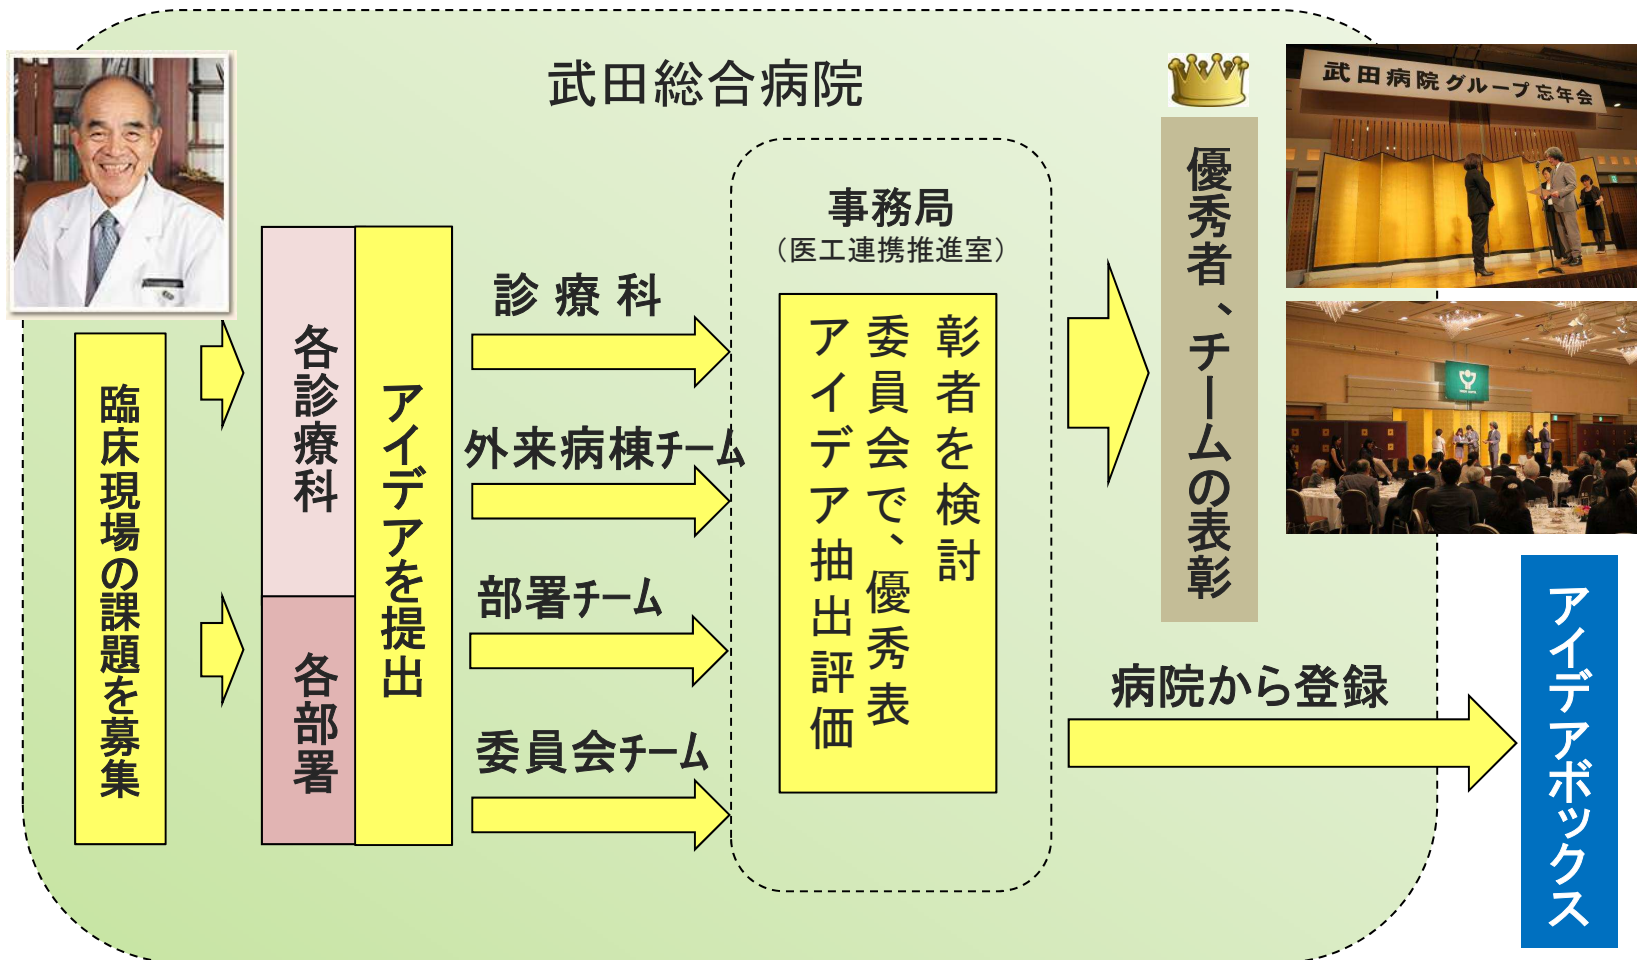 武田総合病院
臨床現場の課題を募集
各診療科
各部署
アイデアを提出
診療科
外来病棟チーム
部署チーム
委員会チーム
事務局
（医工連携推進室）
アイデア抽出評価
委員会で、優秀表
彰者を検討
優秀者、チームの表彰
武田病院グループ忘年会
病院から登録
アイデアボックス